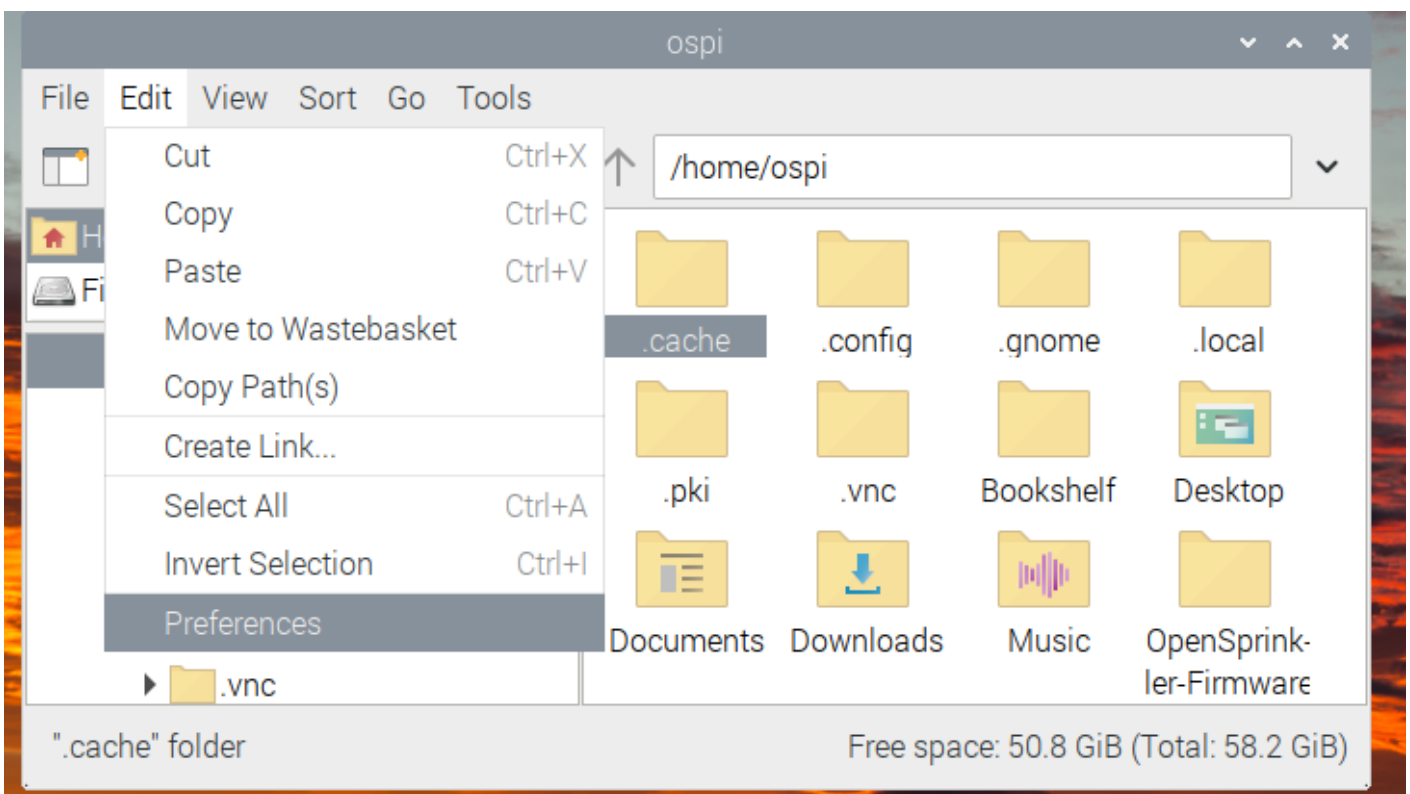 ospi
File Edit View Sort Go Tools
/home/ospi
Cut Ctrl+X
Copy Ctrl+C
Paste Ctrl+V
Move to Wastebasket
Copy Path(s)
Create Link...
Select All Ctrl+A
Invert Selection Ctrl+I
Preferences
H
Fi
.vnc
.cache .config .gnome .local
.pki .vnc Bookshelf Desktop
Documents Downloads Music OpenSprink-
ler-Firmware
".cache" folder Free space: 50.8 GiB (Total: 58.2 GiB)